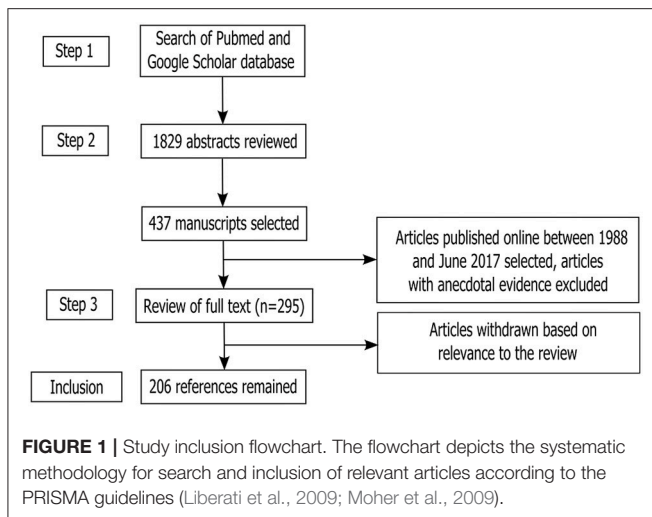 Step 1
Search of Pubmed and
Google Scholar database
Step 2
1829 abstracts reviewed
437 manuscripts selected
Articles published online between 1988
and June 2017 selected, articles
with anecdotal evidence excluded
Step 3
Review of full text (n=295)
Articles withdrawn based on
relevance to the review
Inclusion
206 references remained
FIGURE 1 | Study inclusion flowchart. The flowchart depicts the systematic
methodology for search and inclusion of relevant articles according to the
PRISMA guidelines (Liberati et al., 2009; Moher et al., 2009).